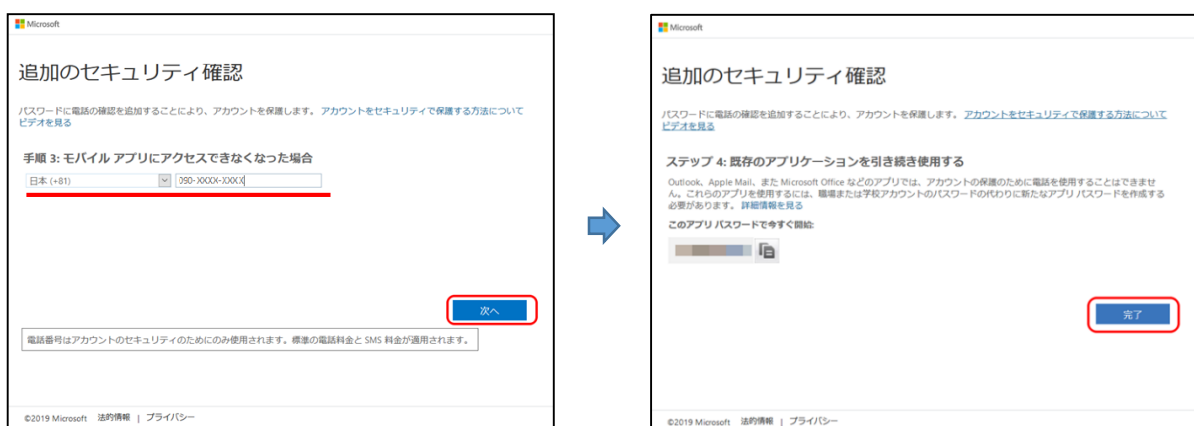 Microsoft
追加のセキュリティ確認
パスワードに電話の確認を追加することにより、アカウントを保護します。 アカウントをセキュリティで保護する方法について
ビデオを見る
手順 3: モバイル アプリにアクセスできなくなった場合
日本 (+81)
090-XXXX-XXXX
次へ
電話番号はアカウントのセキュリティのためにのみ使用されます。標準の電話料金と SMS 料金が適用されます。
©2019 Microsoft 法的情報 | プライバシー
Microsoft
追加のセキュリティ確認
パスワードに電話の確認を追加することにより、アカウントを保護します。 アカウントをセキュリティで保護する方法について
ビデオを見る
ステップ 4: 既存のアプリケーションを引き続き使用する
Outlook、Apple Mail、また Microsoft Office などのアプリでは、アカウントの保護のために電話を使用することはできませ
ん。これらのアプリを使用するには、職場または学校アカウントのパスワードの代わりに新たなアプリ パスワードを作成する
必要があります。 詳細情報を見る
このアプリ パスワードで今すぐ開始:
完了
©2019 Microsoft 法的情報 | プライバシー